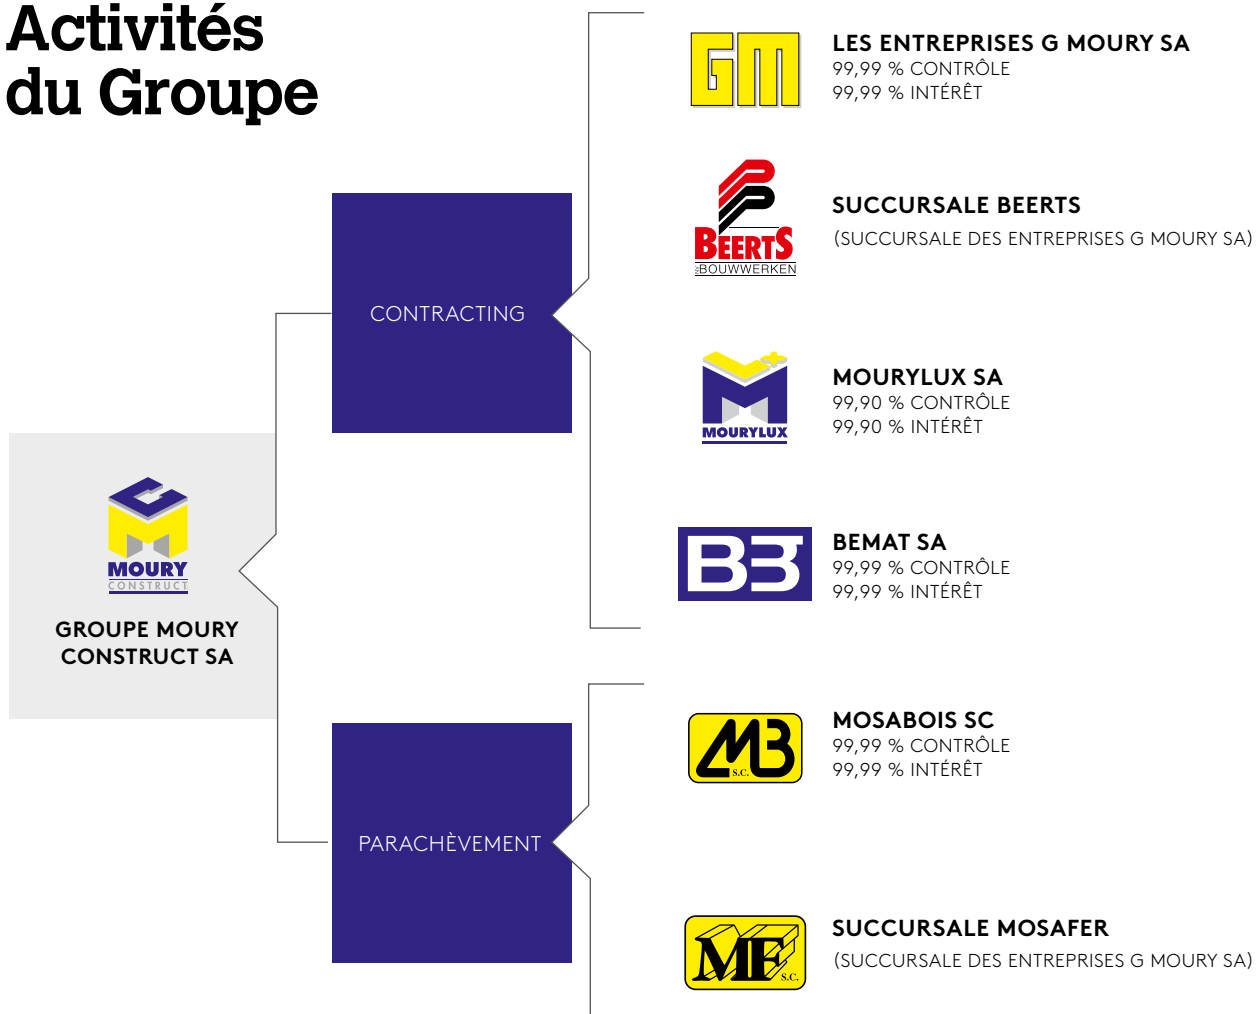 Activités
du Groupe
GM
LES ENTREPRISES G MOURY SA
99,99 % CONTRÔLE
99,99 % INTÉRÊT
BEERTS
NV BOUWWERKEN
SUCCURSALE BEERTS
(SUCCURSALE DES ENTREPRISES G MOURY SA)
CONTRACTING
MOURYLUX
MOURYLUX SA
99,90 % CONTRÔLE
99,90 % INTÉRÊT
MOURY
CONSTRUCT
GROUPE MOURY
CONSTRUCT SA
BEMAT SA
99,99 % CONTRÔLE
99,99 % INTÉRÊT
MB
S.C.
MOSABOIS SC
99,99 % CONTRÔLE
99,99 % INTÉRÊT
PARACHÈVEMENT
MF
S.C.
SUCCURSALE MOSAFER
(SUCCURSALE DES ENTREPRISES G MOURY SA)